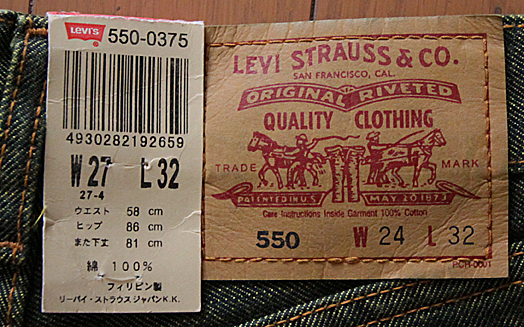 Levi's
550-0375
4930282192659
W 27 L 32
27-4
ウエスト 58 cm
ヒップ 86 cm
また下丈 81 cm
綿 100%
フィリピン製
リーバイ・ストラウス ジャパンK.K.
LEVI STRAUSS & CO.
SAN FRANCISCO, CAL.
ORIGINAL RIVETED
QUALITY CLOTHING
TRADE MARK
PATENTED IN U.S. MAY 20 1873
Care Instructions Inside Garment 100% Cotton
550 W 24 L 32